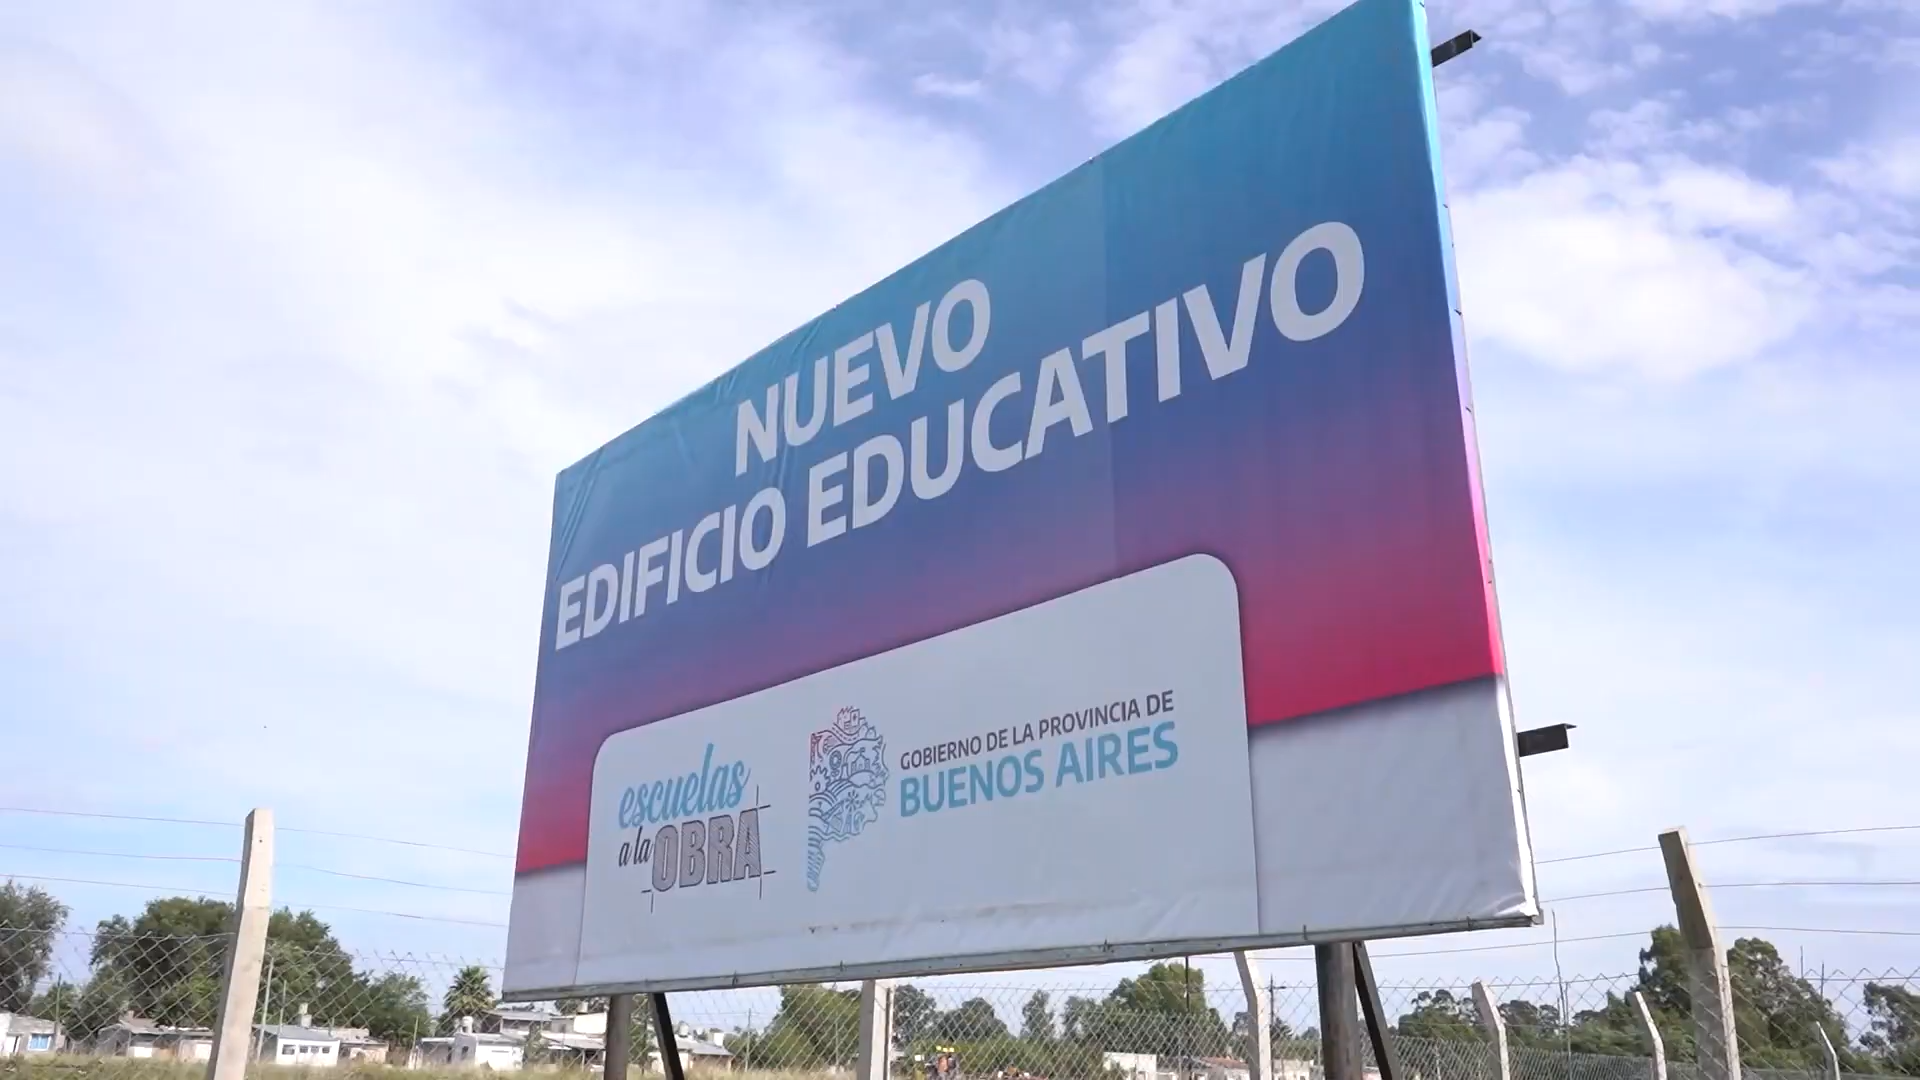 NUEVO
EDIFICIO EDUCATIVO
escuelas
a la OBRA
GOBIERNO DE LA PROVINCIA DE
BUENOS AIRES